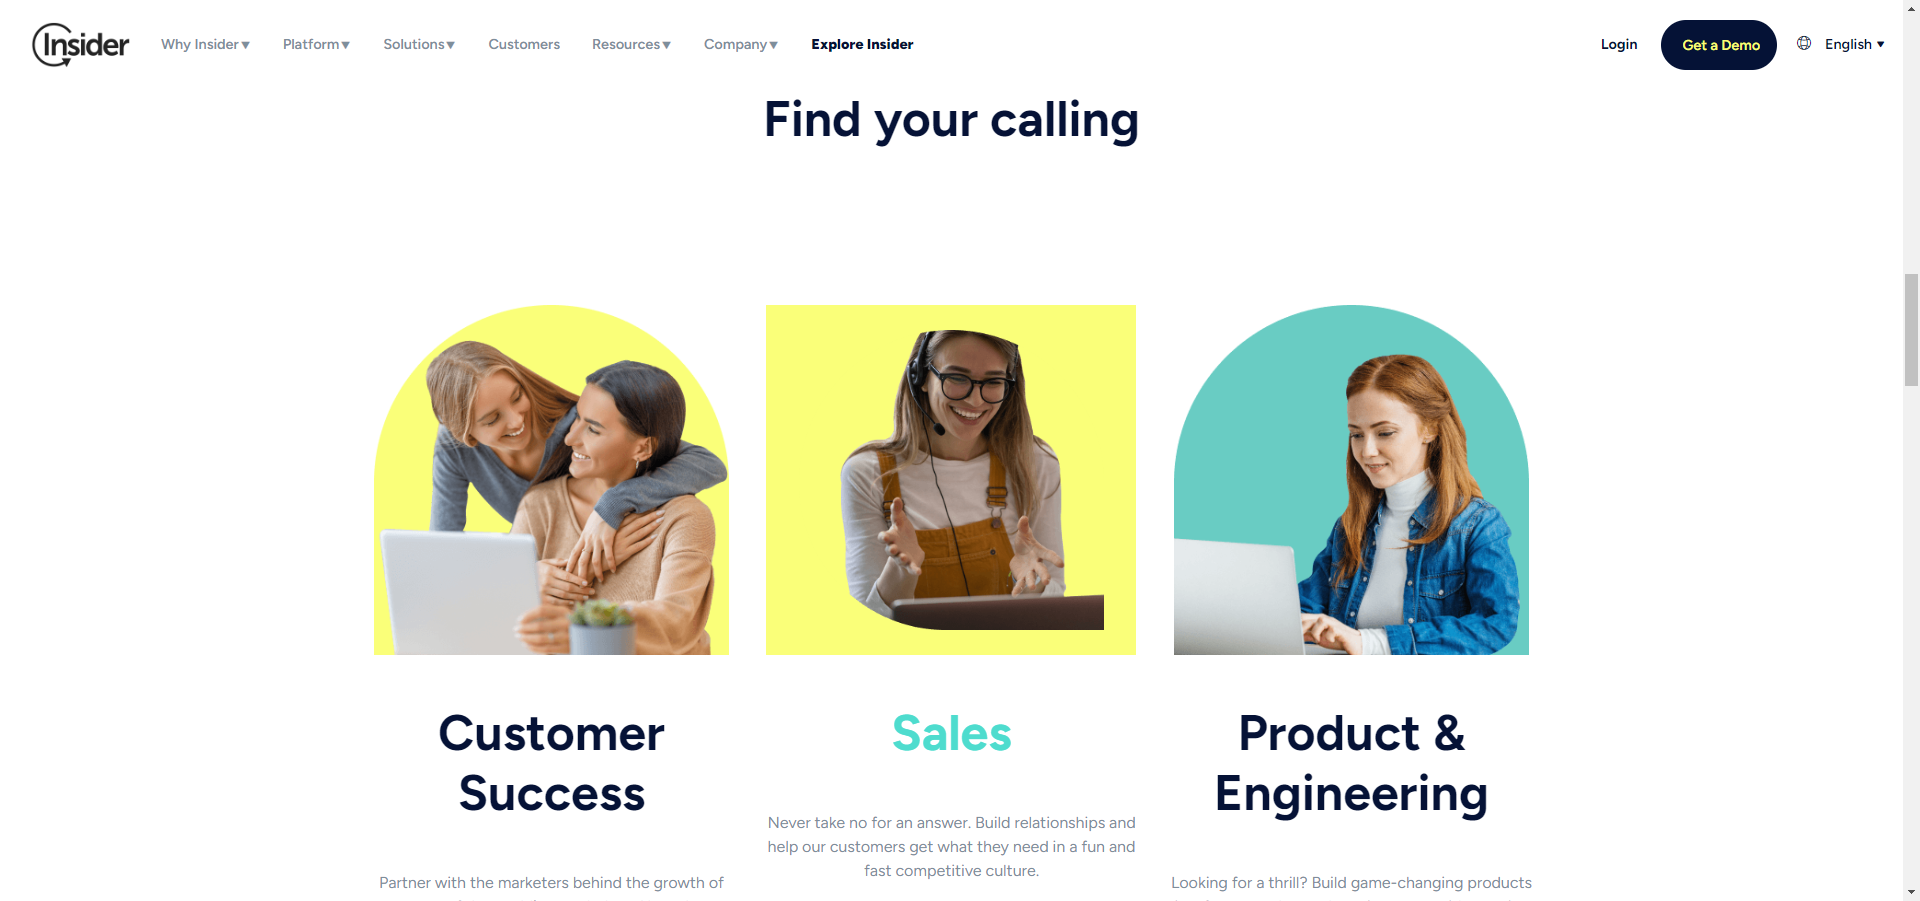 Insider
Why Insider▼ Platform▼ Solutions▼ Customers Resources▼ Company▼ Explore Insider Login Get a Demo English ▼
Find your calling
Customer
Success
Sales
Product &
Engineering
Never take no for an answer. Build relationships and
help our customers get what they need in a fun and
fast competitive culture.
Partner with the marketers behind the growth of
Looking for a thrill? Build game-changing products